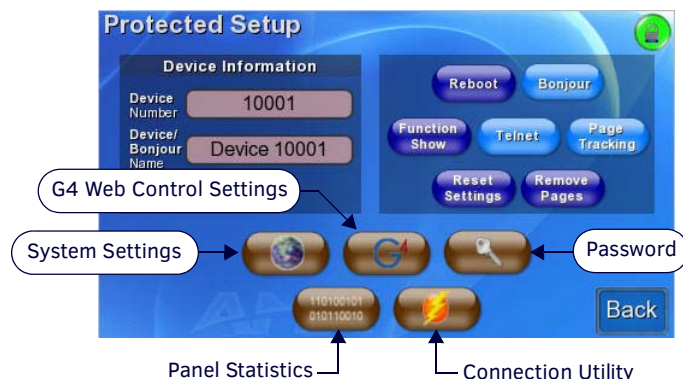 Protected Setup
Device Information
Device
Number
10001
Device/
Bonjour
Name
Device 10001
Reboot
Bonjour
Function
Show
Telnet
Page
Tracking
Reset
Settings
Remove
Pages
G4 Web Control Settings
System Settings
G4
Password
110100101
010110010
Back
Panel Statistics
Connection Utility